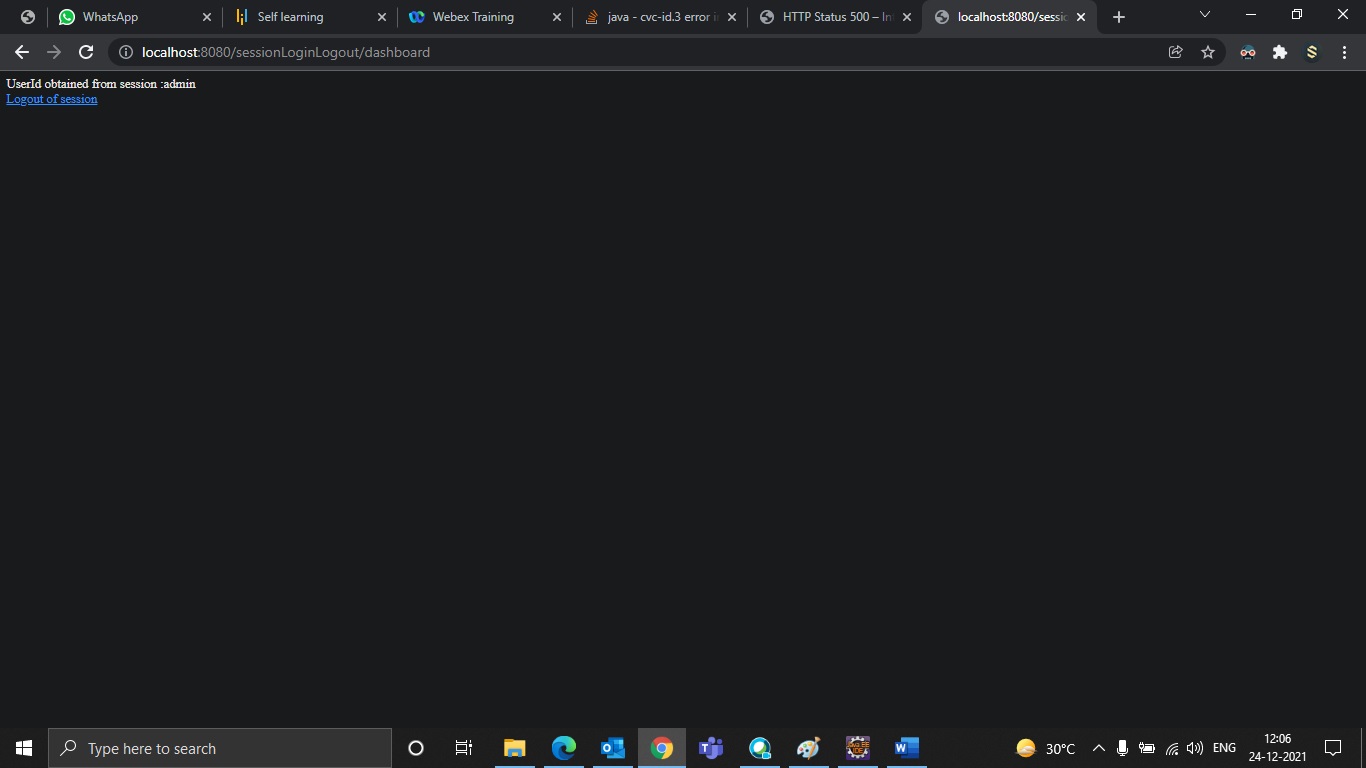 WhatsApp
Self learning
Webex Training
java - cvc-id.3 error i
HTTP Status 500 – In
localhost:8080/sessio
localhost:8080/sessionLoginLogout/dashboard
UserId obtained from session :admin
Logout of session
Type here to search
30°C
ENG
12:06
24-12-2021